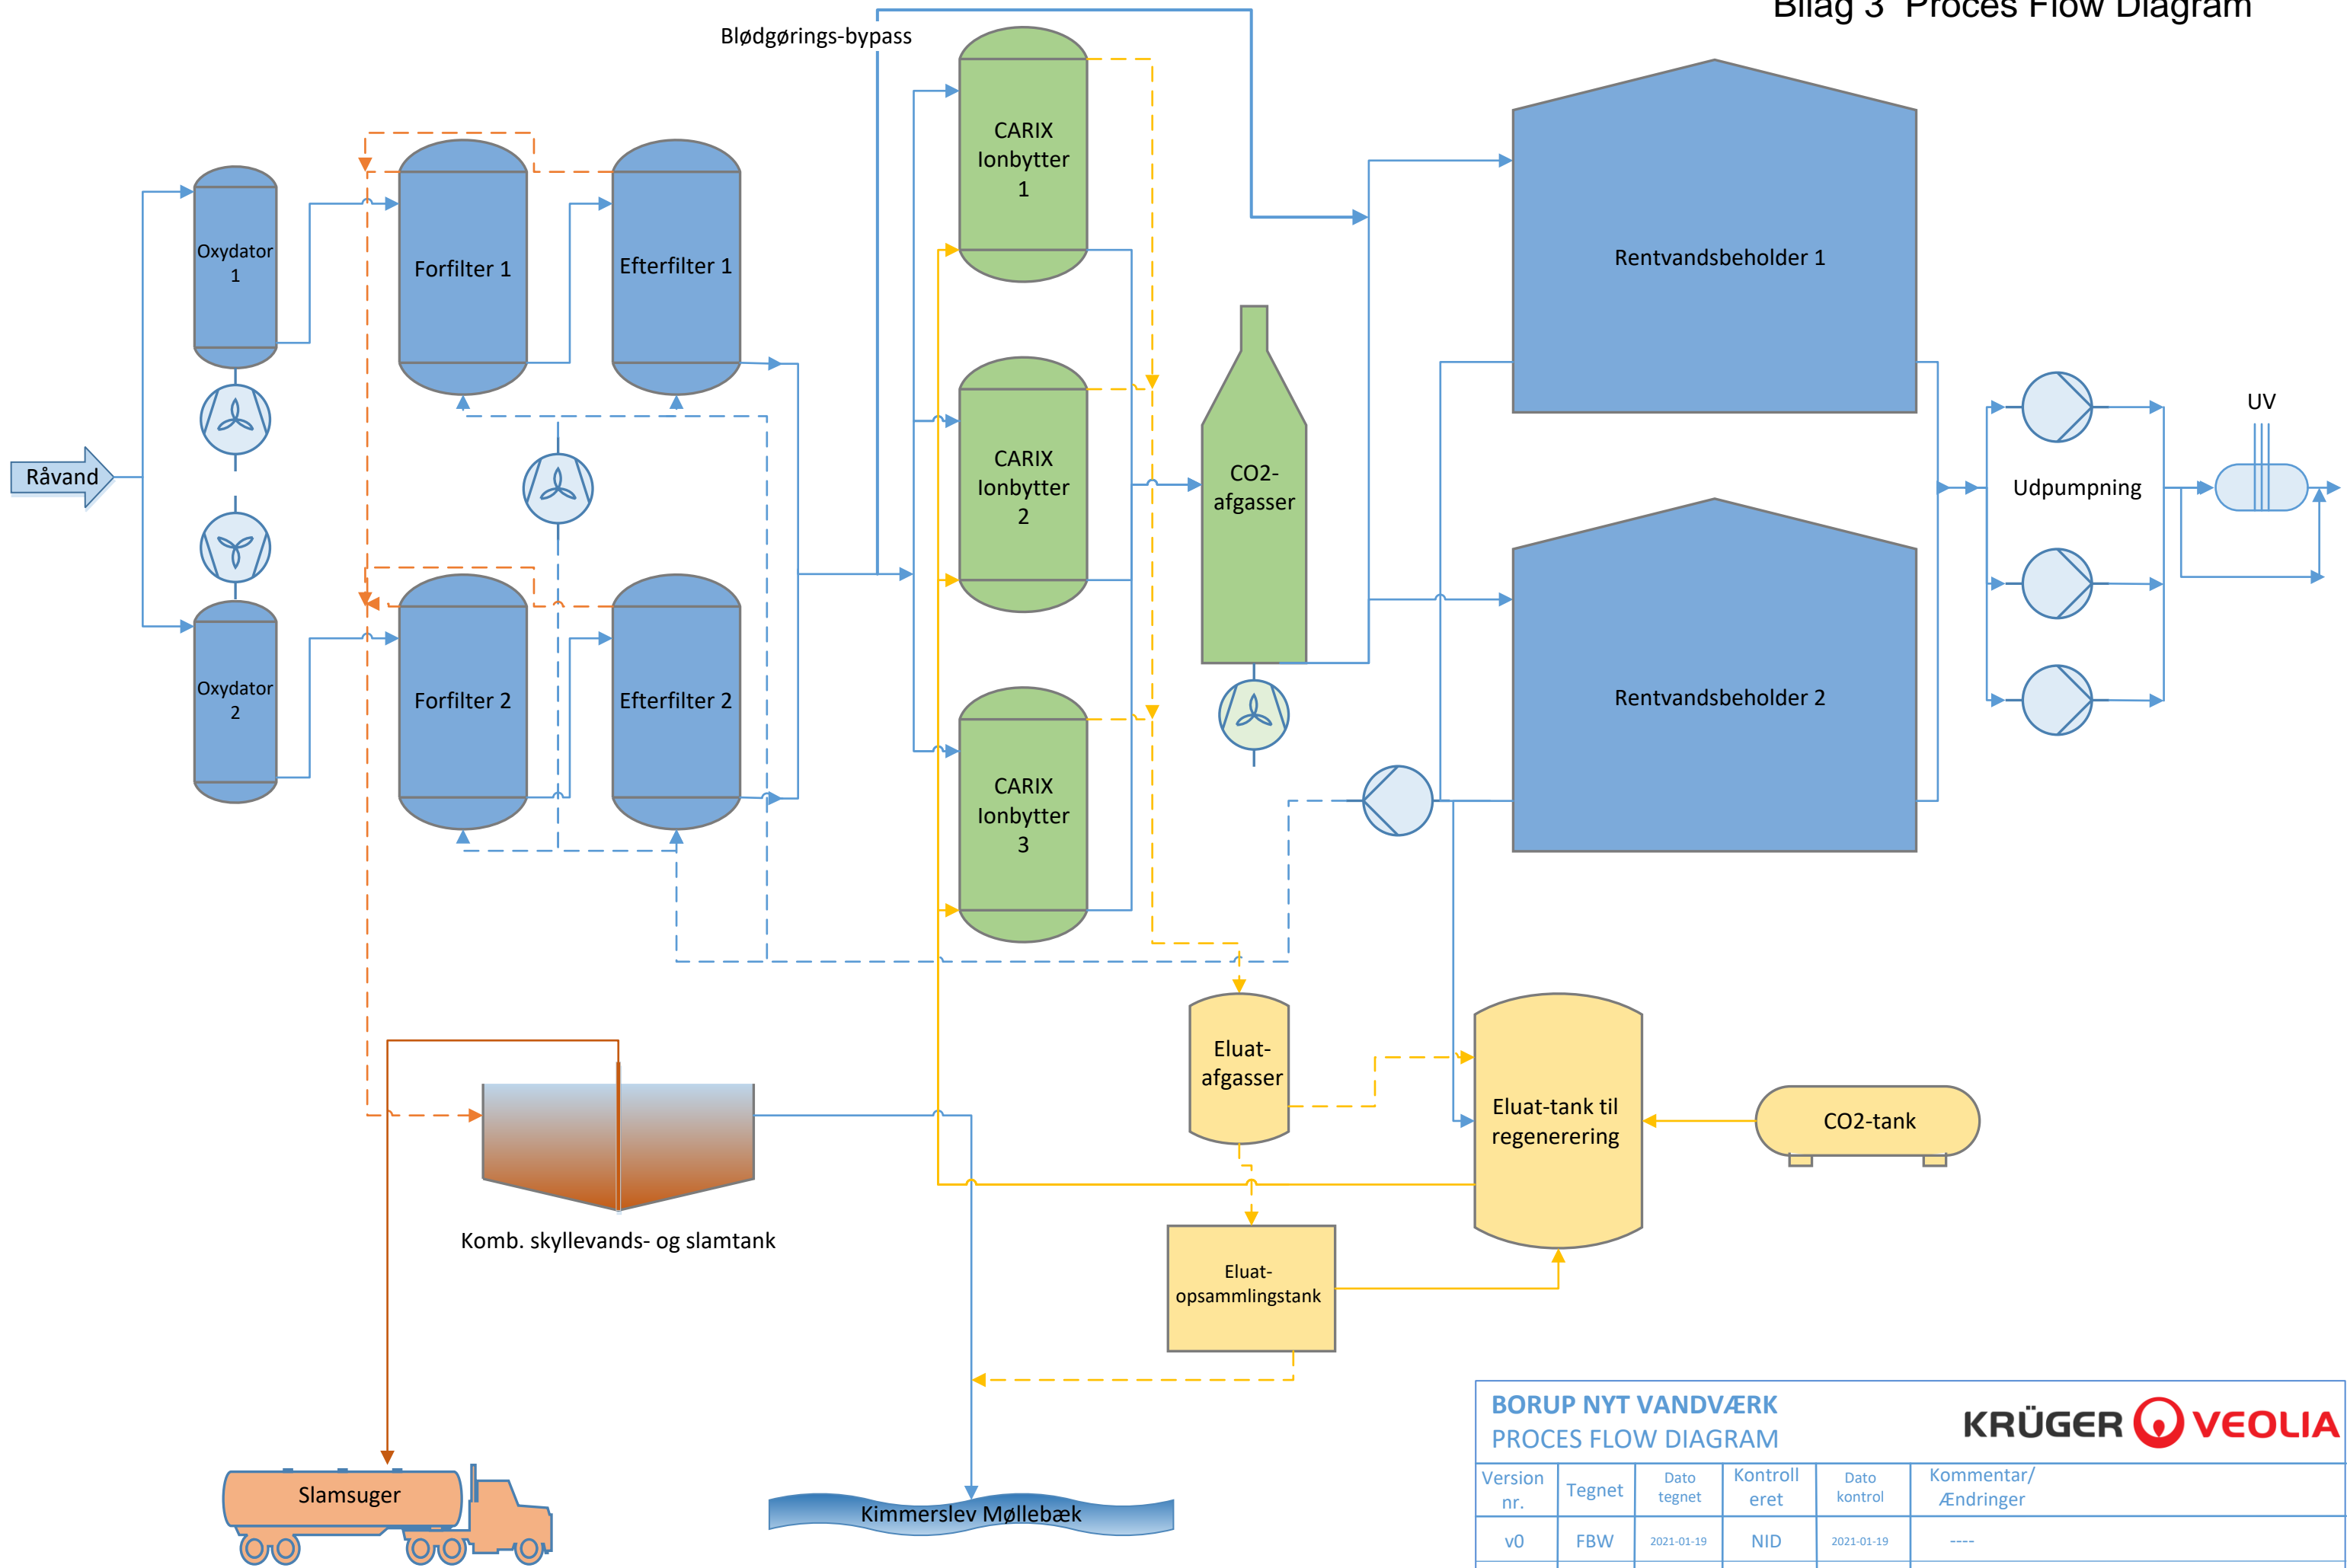 Bilag 3 Proces Flow Diagram
Blødgørings-bypass
CARIX
Ionbytter
1
Oxydator
1
Forfilter 1
Efterfilter 1
Rentvandsbeholder 1
UV
Råvand
CARIX
Ionbytter
2
CO2-
afgasser
Udpumpning
Oxydator
2
Forfilter 2
Efterfilter 2
Rentvandsbeholder 2
CARIX
Ionbytter
3
Eluat-
afgasser
Eluat-tank til
regenerering
CO2-tank
Komb. skyllevands- og slamtank
Eluat-
opsammlingstank
Slamsuger
Kimmerslev Møllebæk
BORUP NYT VANDVÆRK
PROCES FLOW DIAGRAM
KRÜGER VEOLIA
Version
nr.
Tegnet
Dato
tegnet
Kontroll
eret
Dato
kontrol
Kommentar/
Ændringer
v0 FBW 2021-01-19 NID 2021-01-19 ----